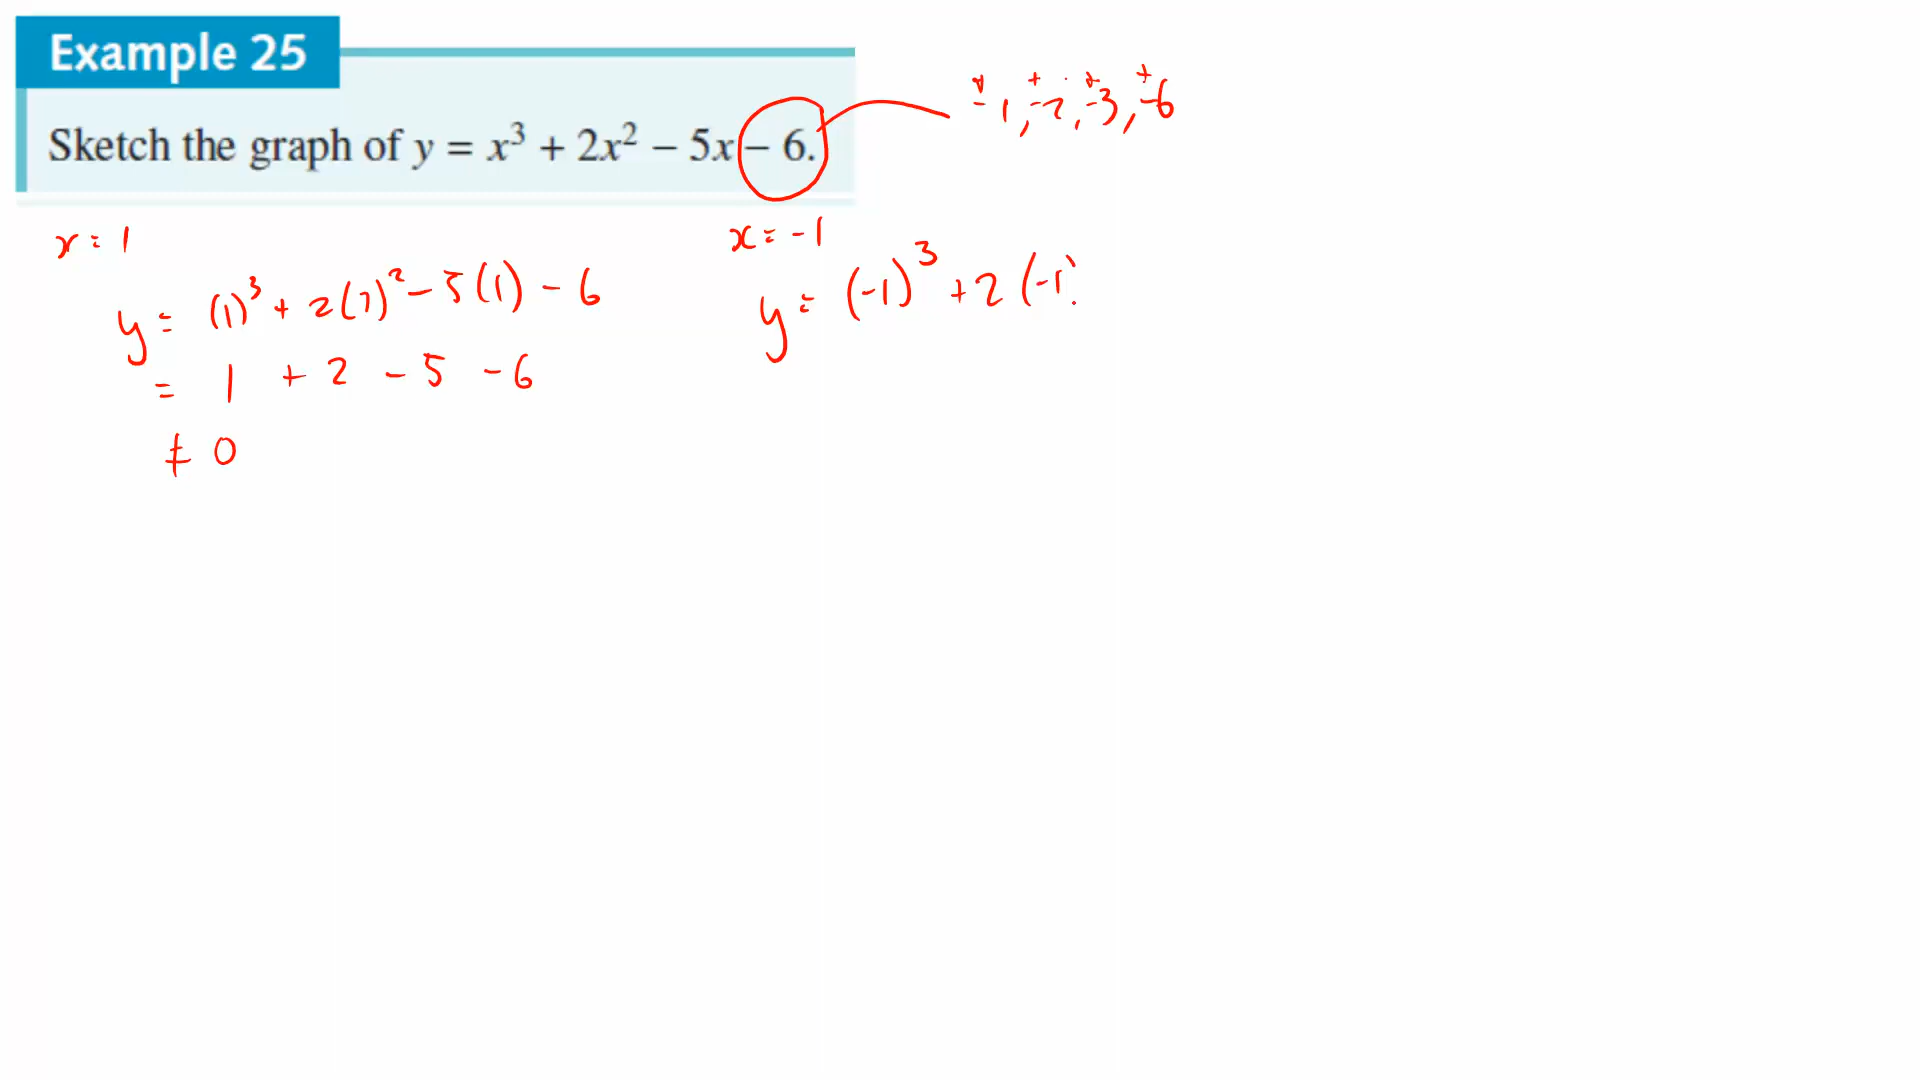 Example 25
Sketch the graph of y = x³ + 2x² − 5x − 6.
±1, ±2, ±3, ±6
x = 1
y = (1)³ + 2(1)² − 5(1) − 6
= 1 + 2 − 5 − 6
≠ 0
x = −1
y = (−1)³ + 2(−1)